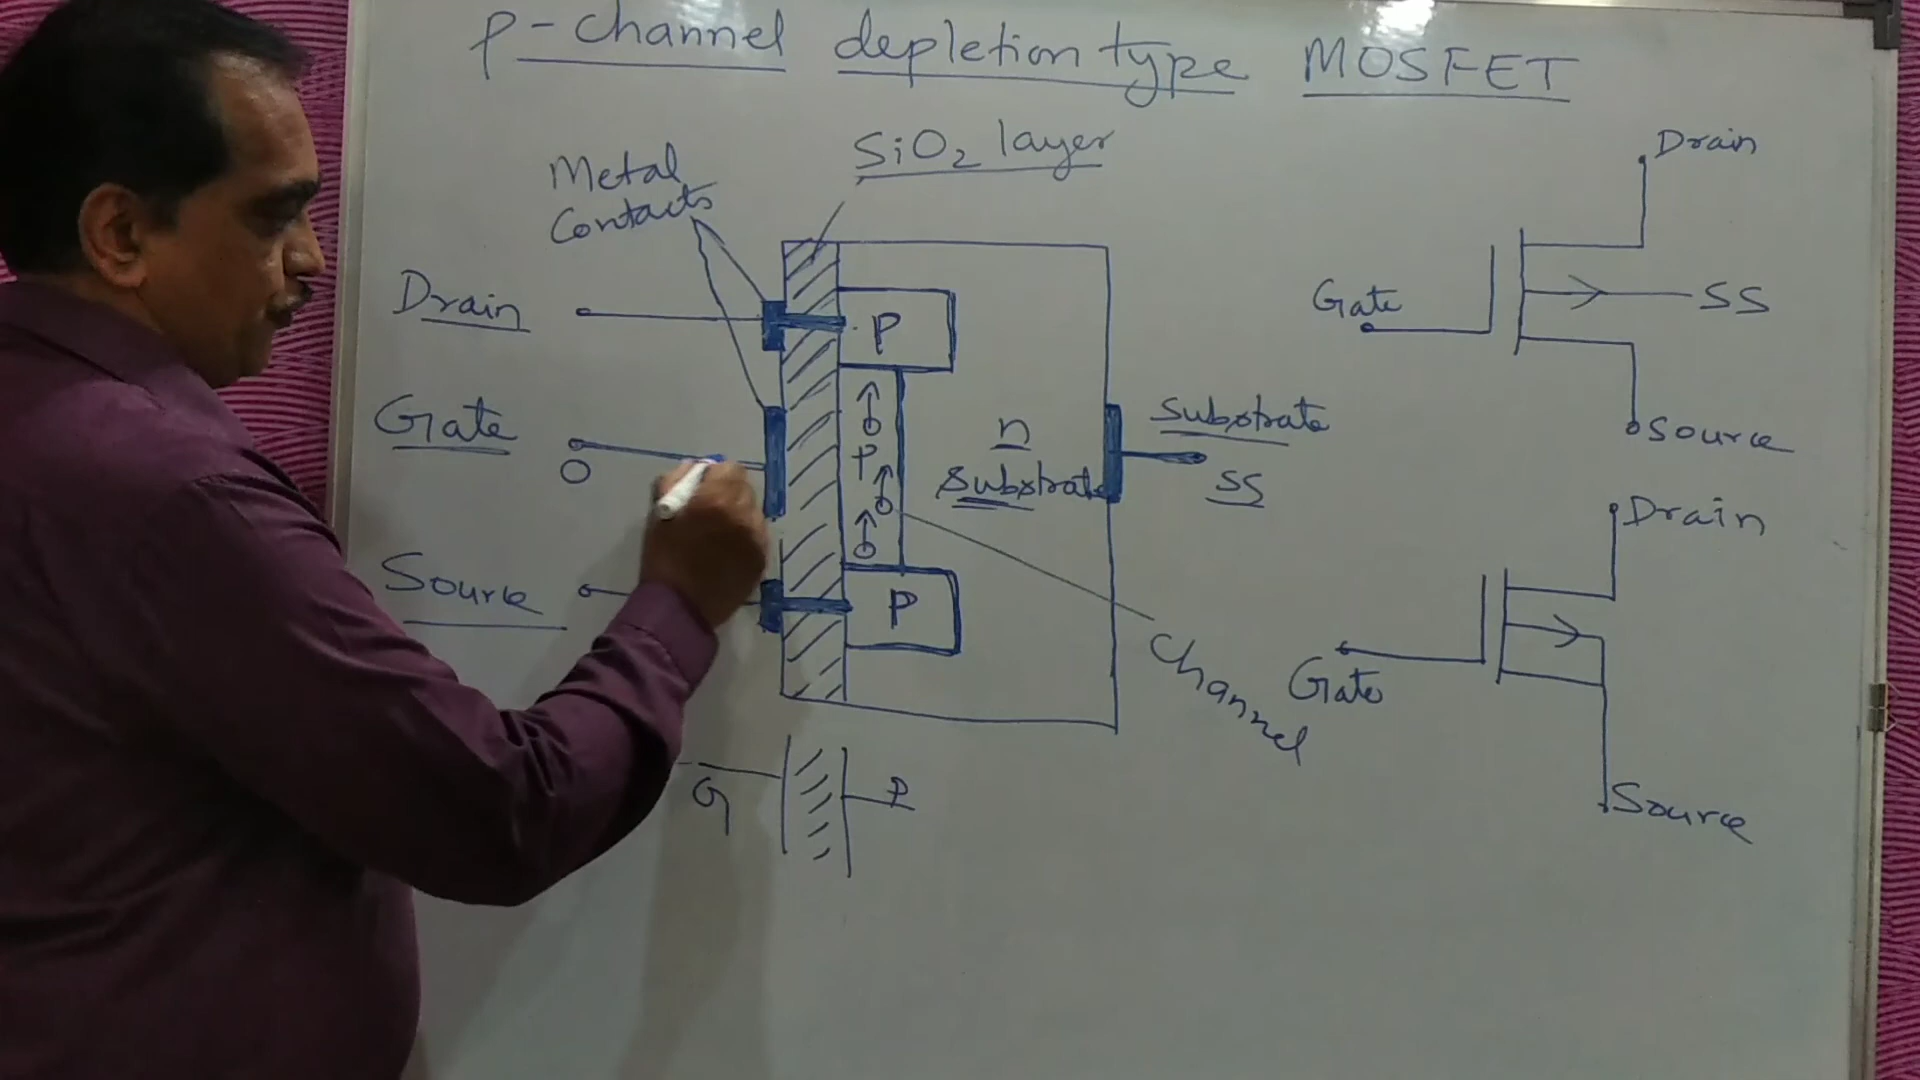 p-channel depletion type MOSFET
SiO2 layer
Metal
Contacts
Drain
Gate
O
Source
P
P
P
n
Substrate
Substrate
SS
Channel
G
P
Drain
Gate
SS
Source
Drain
Gate
Source